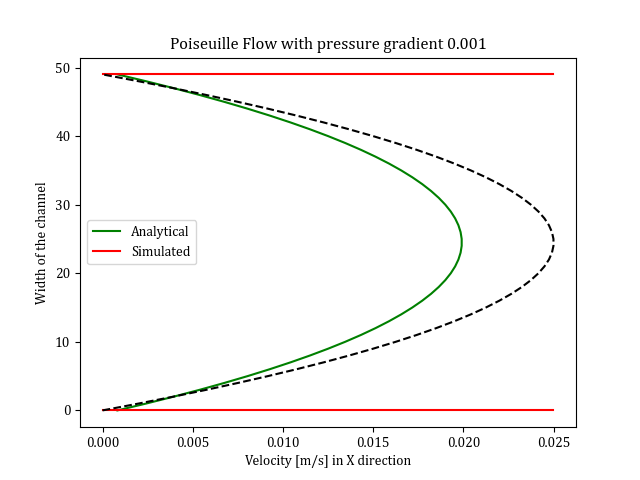 Poiseuille Flow with pressure gradient 0.001
50
40
30
20
10
0
Width of the channel
Analytical
Simulated
0.000 0.005 0.010 0.015 0.020 0.025
Velocity [m/s] in X direction